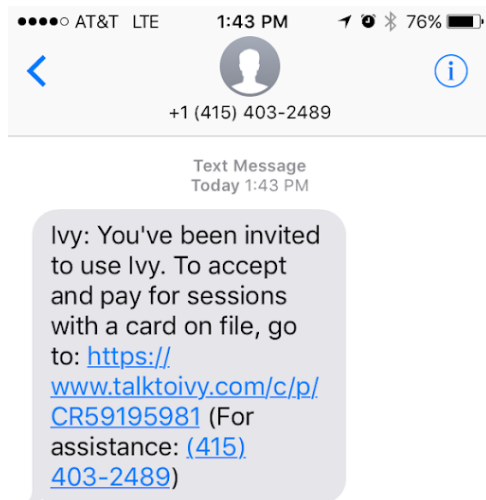 AT&T LTE 1:43 PM 76%
+1 (415) 403-2489
Text Message
Today 1:43 PM
Ivy: You've been invited
to use Ivy. To accept
and pay for sessions
with a card on file, go
to: https://
www.talktoivy.com/c/p/
CR59195981 (For
assistance: (415)
403-2489)